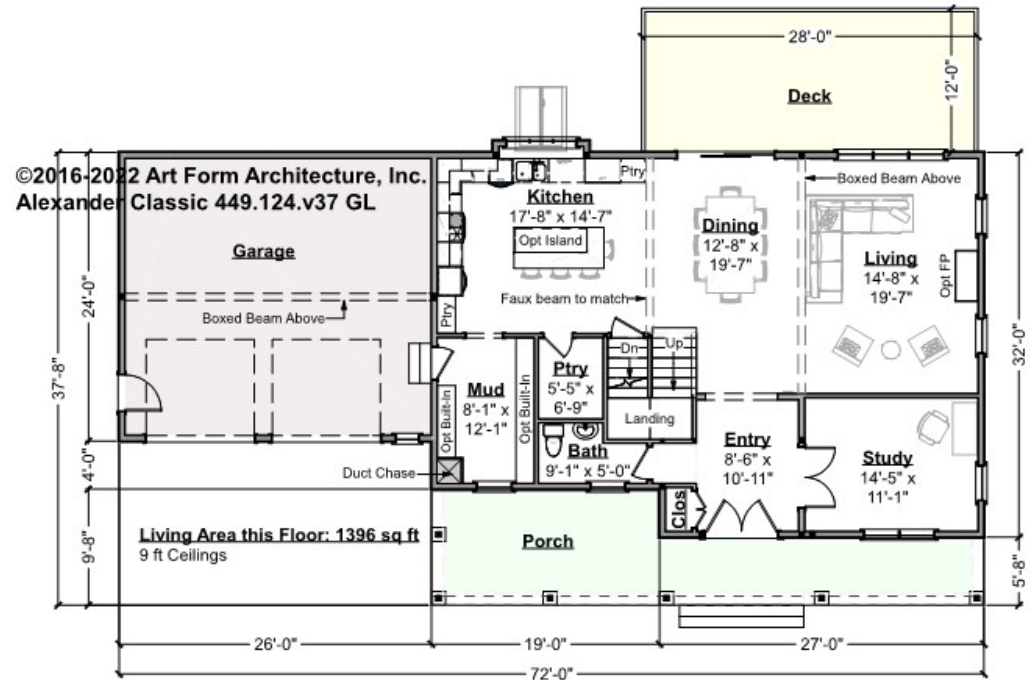 28'-0"
12'-0"
Deck
©2016-2022 Art Form Architecture, Inc.
Alexander Classic 449.124.v37 GL
Ptry
Boxed Beam Above
Kitchen
17'-8" x 14'-7"
Opt Island
Dining
12'-8" x
19'-7"
Living
14'-8" x
19'-7"
Opt FP
Garage
24'-0"
37'-8"
32'-0"
Boxed Beam Above
Faux beam to match
Ptry
Dn
Up
Landing
Mud
8'-1" x
12'-1"
Opt Built-In
Opt Built-In
Ptry
5'-5" x
6'-9"
Bath
9'-1" x 5'-0"
Entry
8'-6" x
10'-11"
Study
14'-5" x
11'-1"
4'-0"
Duct Chase
Clos
Living Area this Floor: 1396 sq ft
9 ft Ceilings
Porch
9'-8"
5'-8"
26'-0"
19'-0"
27'-0"
72'-0"